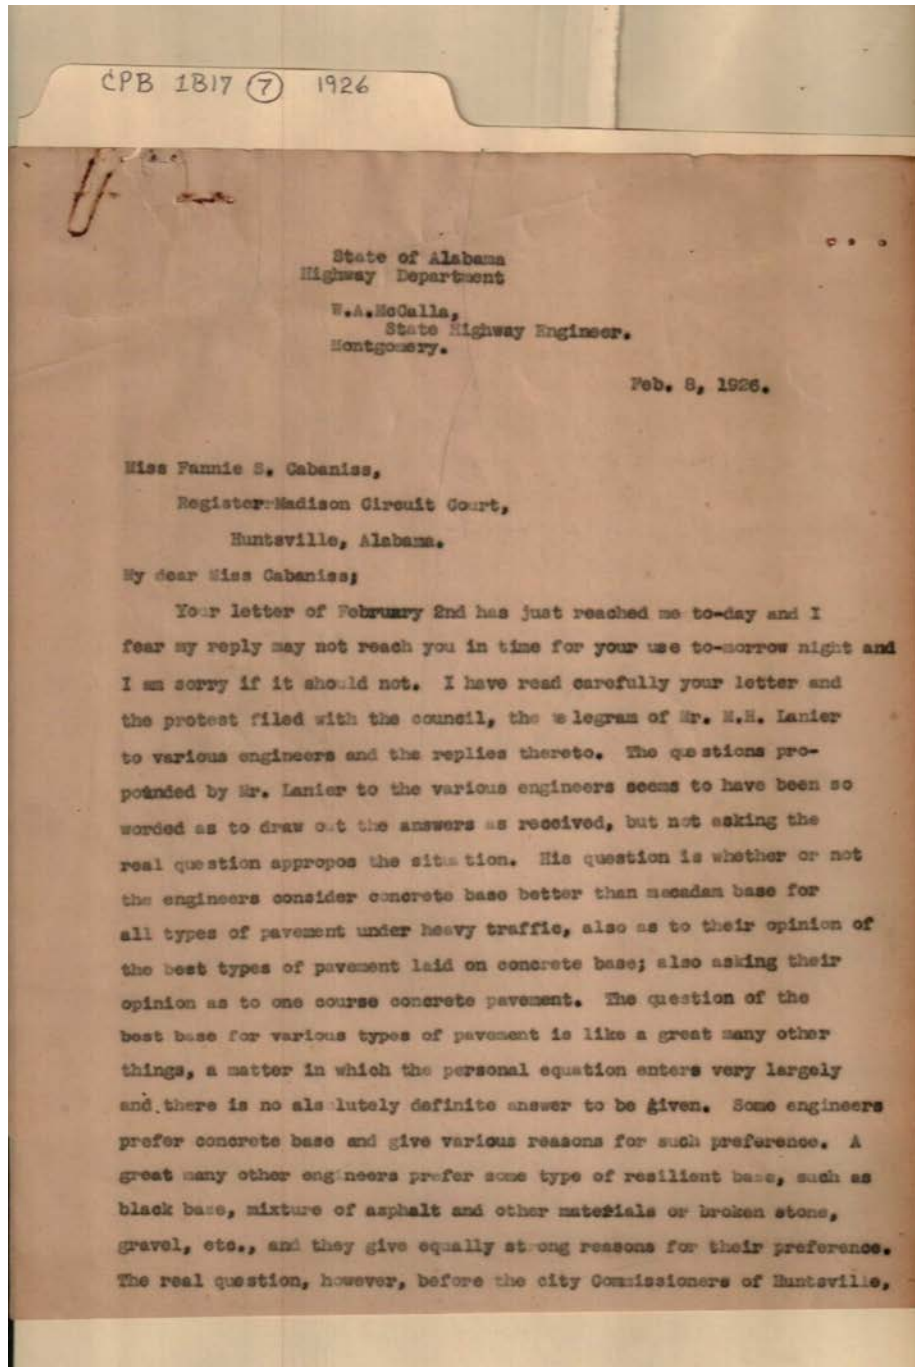 CPB 1B17 7 1926
State of Alabama
Highway Department
W.A.McCalla,
State Highway Engineer.
Montgomery.
Feb. 8, 1926.
Miss Fannie S. Cabaniss,
Register-Madison Circuit Court,
Huntsville, Alabama.
My dear Miss Cabaniss;
Your letter of February 2nd has just reached me to-day and I
fear my reply may not reach you in time for your use to-morrow night and
I am sorry if it should not. I have read carefully your letter and
the protest filed with the council, the telegram of Mr. M.H. Lanier
to various engineers and the replies thereto. The questions pro-
pounded by Mr. Lanier to the various engineers seems to have been so
worded as to draw out the answers as received, but not asking the
real question appropos the situation. His question is whether or not
the engineers consider concrete base better than macadam base for
all types of pavement under heavy traffic, also as to their opinion of
the best types of pavement laid on concrete base; also asking their
opinion as to one course concrete pavement. The question of the
best base for various types of pavement is like a great many other
things, a matter in which the personal equation enters very largely
and there is no absolutely definite answer to be given. Some engineers
prefer concrete base and give various reasons for such preference. A
great many other engineers prefer some type of resilient base, such as
black base, mixture of asphalt and other materials or broken stone,
gravel, etc., and they give equally strong reasons for their preference.
The real question, however, before the city Commissioners of Huntsville,